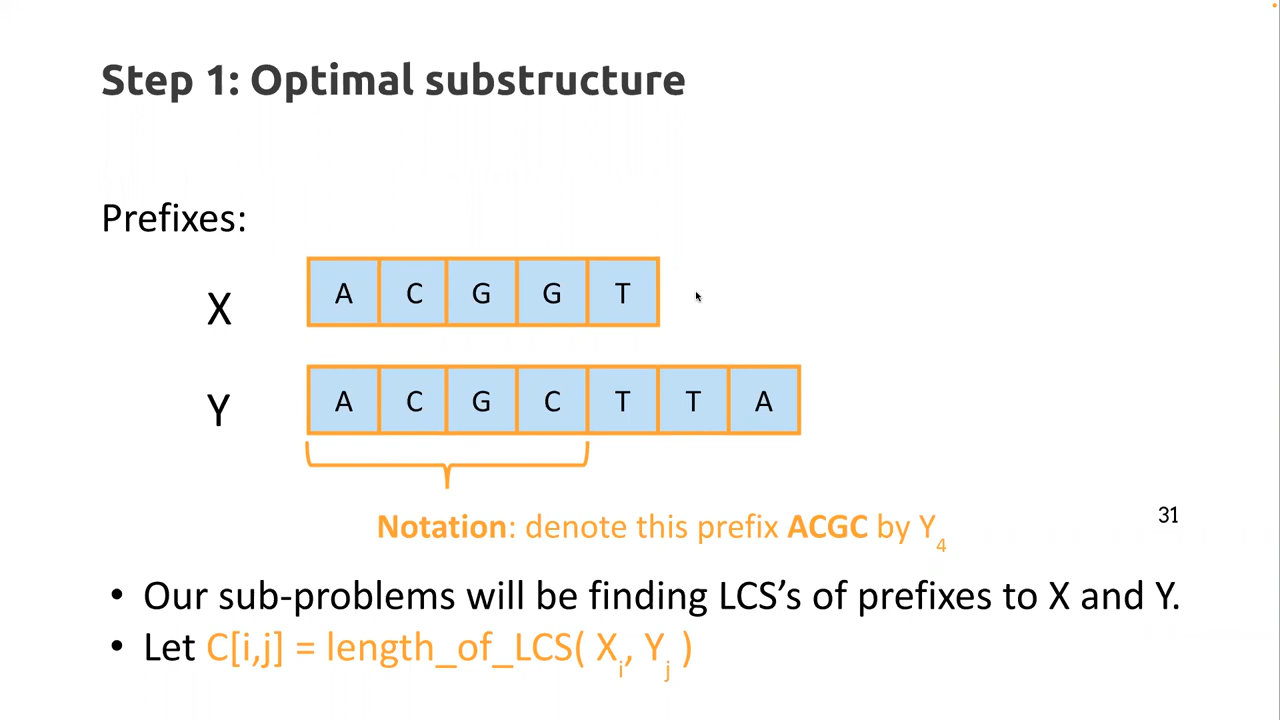 Step 1: Optimal substructure
Prefixes:
X A C G G T
Y A C G C T T A
Notation: denote this prefix ACGC by Y4
31
• Our sub-problems will be finding LCS’s of prefixes to X and Y.
• Let C[i,j] = length_of_LCS( Xi, Yj )